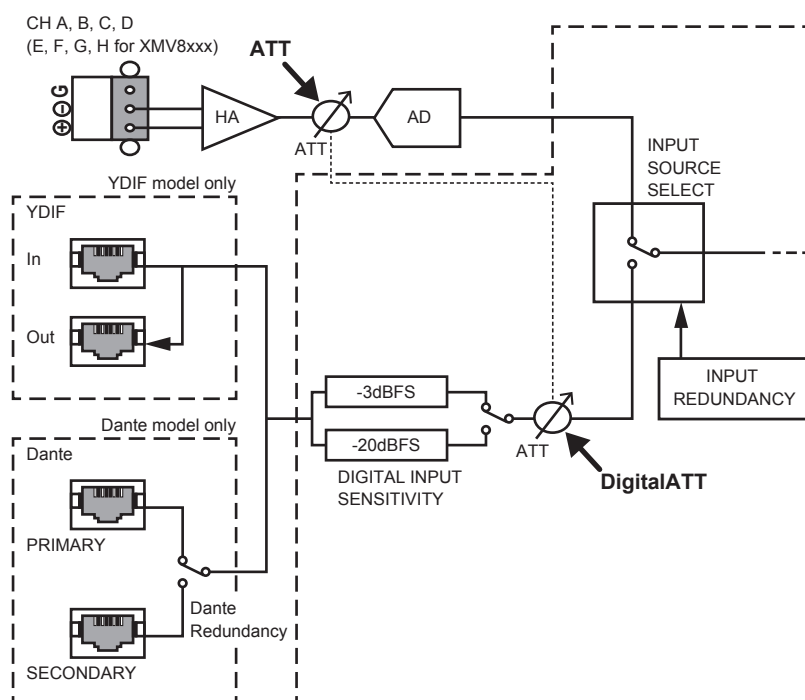 CH A, B, C, D
(E, F, G, H for XMV8xxx)
ATT
G
HA
ATT
AD
INPUT
SOURCE
SELECT
YDIF model only
YDIF
In
Out
INPUT
REDUNDANCY
-3dBFS
-20dBFS
ATT
DIGITAL INPUT
SENSITIVITY
DigitalATT
Dante model only
Dante
PRIMARY
Dante
Redundancy
SECONDARY